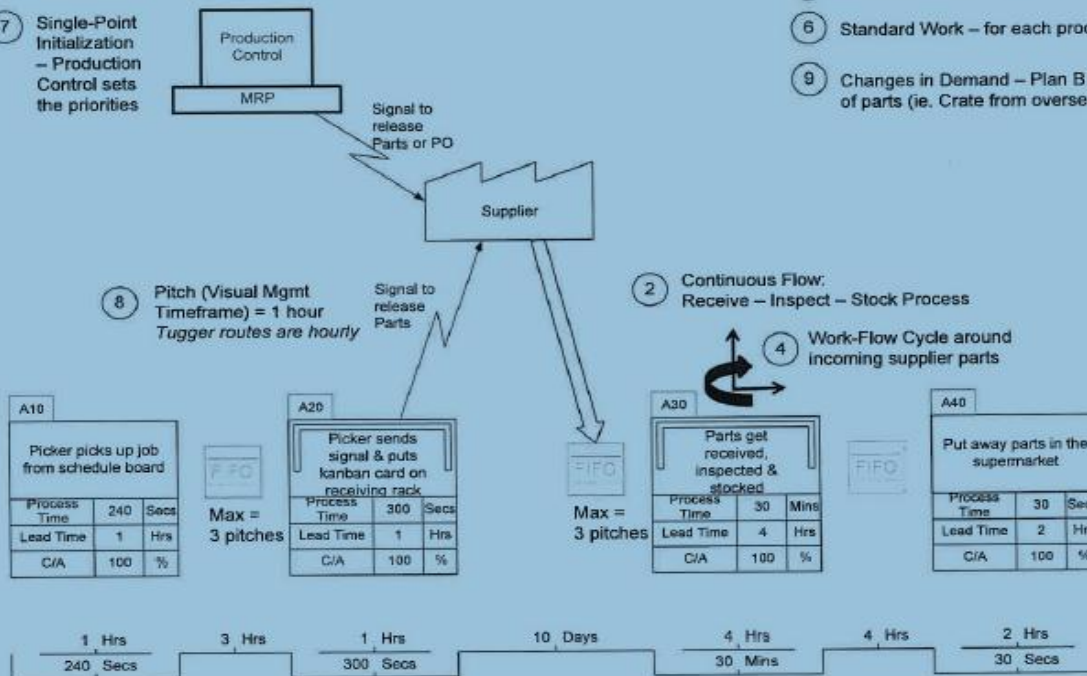 7 Single-Point
Initialization
– Production
Control sets
the priorities
Production
Control
MRP
Signal to
release
Parts or PO
6 Standard Work – for each
9 Changes in Demand – Plan B
of parts (ie. Crate from
Supplier
8 Pitch (Visual Mgmt
Timeframe) = 1 hour
Tugger routes are hourly
Signal to
release
Parts
2 Continuous Flow:
Receive – Inspect – Stock Process
4 Work-Flow Cycle around
incoming supplier parts
A10
Picker picks up job
from schedule board
Process Time 240 Secs
Lead Time 1 Hrs
C/A 100 %
FIFO
Max =
3 pitches
A20
Picker sends
signal & puts
kanban card on
receiving rack
Process Time 300 Secs
Lead Time 1 Hrs
C/A 100 %
FIFO
Max =
3 pitches
A30
Parts get
received,
inspected &
stocked
Process Time 30 Mins
Lead Time 4 Hrs
C/A 100 %
FIFO
A40
Put away parts in the
supermarket
Process Time 30
Lead Time 2
C/A 100 %
1 Hrs 3 Hrs 1 Hrs 10 Days 4 Hrs 4 Hrs 2 Hrs
240 Secs 300 Secs 30 Mins 30 Secs